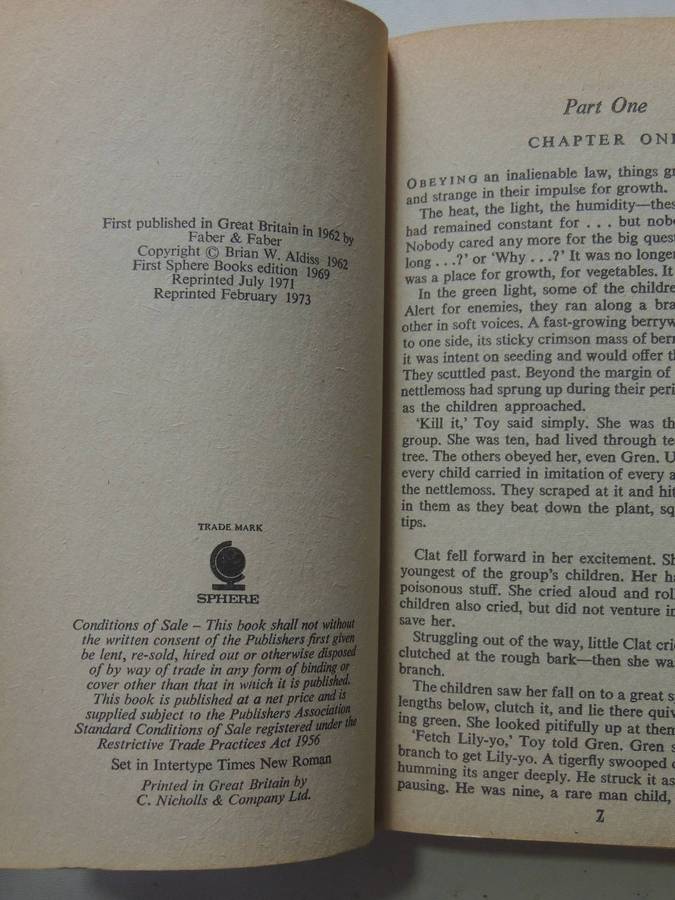 First published in Great Britain in 1962 by
Faber & Faber
Copyright © Brian W. Aldiss 1962
First Sphere Books edition 1969
Reprinted July 1971
Reprinted February 1973
TRADE MARK
SPHERE
Conditions of Sale – This book shall not without
the written consent of the Publishers first given
be lent, re-sold, hired out or otherwise disposed
of by way of trade in any form of binding or
cover other than that in which it is published.
This book is published at a net price and is
supplied subject to the Publishers Association
Standard Conditions of Sale registered under the
Restrictive Trade Practices Act 1956
Set in Intertype Times New Roman
Printed in Great Britain by
C. Nicholls & Company Ltd.
Part One
CHAPTER ONE
OBEYING an inalienable law, things
and strange in their impulse for growth.
The heat, the light, the humidity—
had remained constant for . . . but
Nobody cared any more for the big
long . . .?' or 'Why . . .?' It was no longer
was a place for growth, for vegetables. It
In the green light, some of the
Alert for enemies, they ran along a
other in soft voices. A fast-growing
to one side, its sticky crimson mass of
it was intent on seeding and would offer
They scuttled past. Beyond the margin of
nettlemoss had sprung up during their
as the children approached.
'Kill it,' Toy said simply. She was
group. She was ten, had lived through
tree. The others obeyed her, even Gren.
every child carried in imitation of every
the nettlemoss. They scraped at it and
in them as they beat down the plant,
tips.
Clat fell forward in her excitement.
youngest of the group's children. Her
poisonous stuff. She cried aloud and
children also cried, but did not venture
save her.
Struggling out of the way, little Clat
clutched at the rough bark—then she
branch.
The children saw her fall on to a great
lengths below, clutch it, and lie there
ing green. She looked pitifully up at
'Fetch Lily-yo,' Toy told Gren. Gren
branch to get Lily-yo. A tigerfly swooped
humming its anger deeply. He struck it
pausing. He was nine, a rare man child,
7